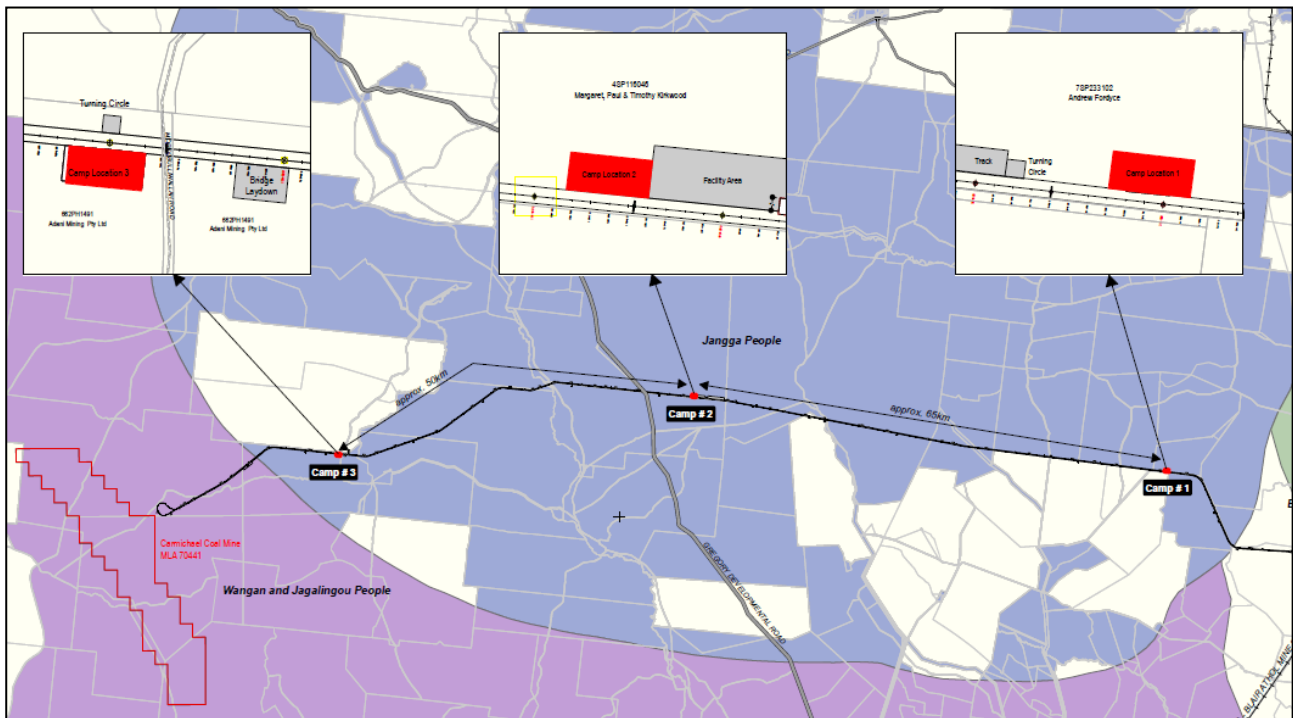 Turning Circle
Camp Location 3
Bridge
Laydown
662PH1491
Adani Mining Pty Ltd
662PH1491
Adani Mining Pty Ltd
4SP116046
Margaret, Paul & Timothy Kirkwood
Camp Location 2
Facility Area
7SP233102
Andrew Fordyce
Track
Turning
Circle
Camp Location 1
Jangga People
approx. 50km
approx. 65km
Camp # 2
Camp # 3
Camp # 1
Carmichael Coal Mine
MLA 70441
Wangan and Jagalingou People
GREGORY DEVELOPMENTAL ROAD
BLAIR ATHOL MINE